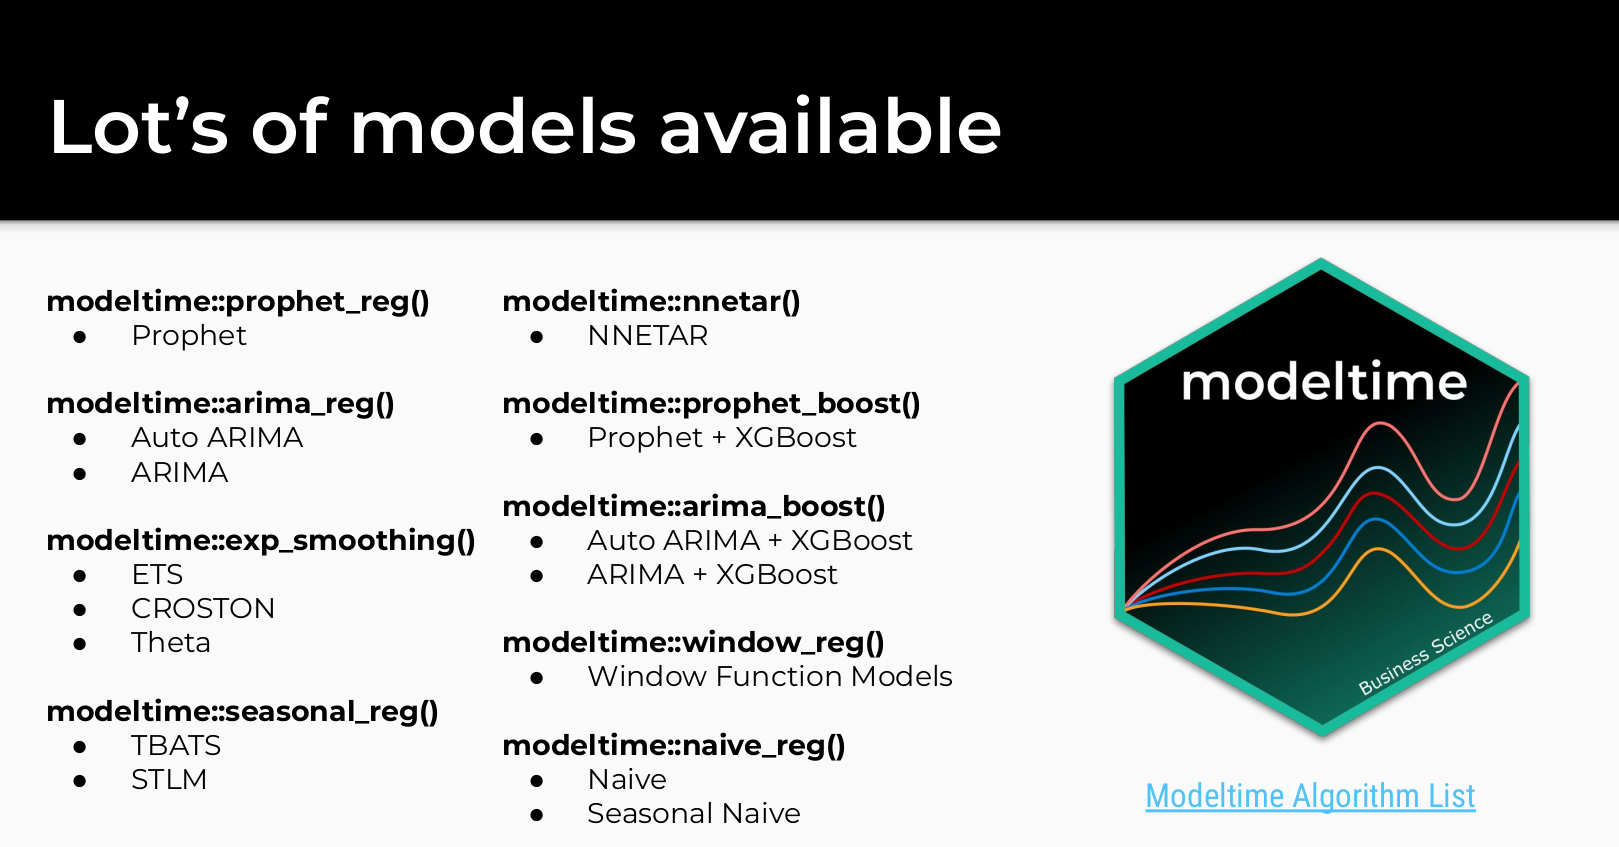 Lot’s of models available
modeltime::prophet_reg()
● Prophet
modeltime::arima_reg()
● Auto ARIMA
● ARIMA
modeltime::exp_smoothing()
● ETS
● CROSTON
● Theta
modeltime::seasonal_reg()
● TBATS
● STLM
modeltime::nnetar()
● NNETAR
modeltime::prophet_boost()
● Prophet + XGBoost
modeltime::arima_boost()
● Auto ARIMA + XGBoost
● ARIMA + XGBoost
modeltime::window_reg()
● Window Function Models
modeltime::naive_reg()
● Naive
● Seasonal Naive
modeltime
Business Science
Modeltime Algorithm List